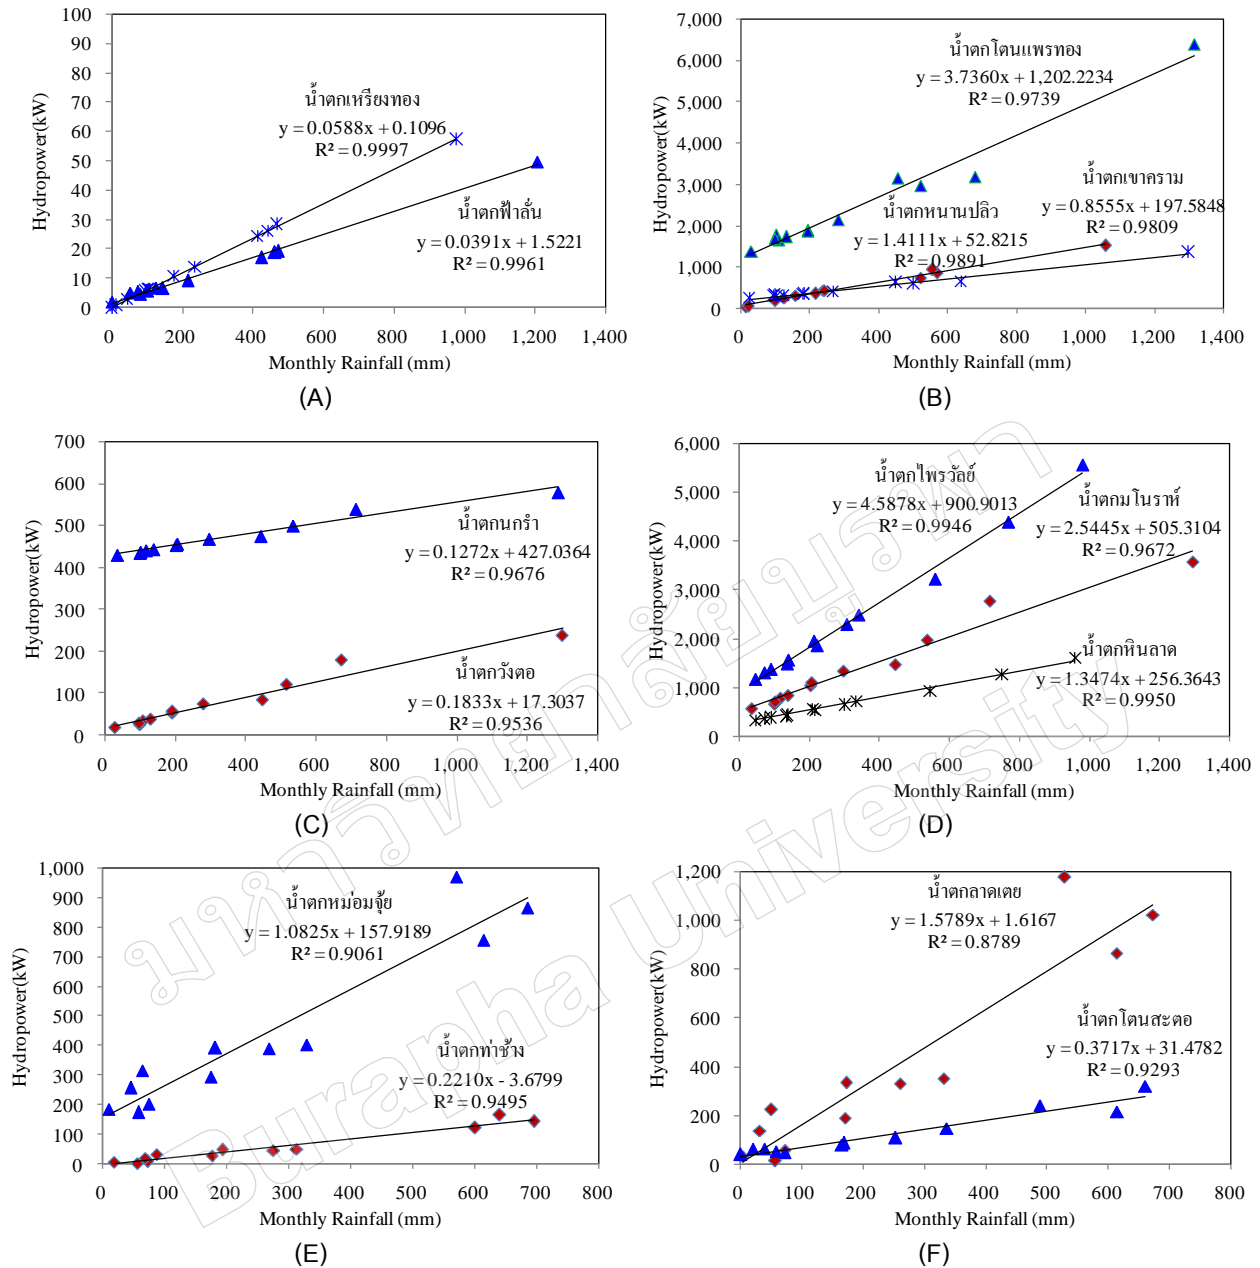 100
90
80
70
60
50
40
30
20
10
0
Hydropower(kW)
น้ำตกเหรียงทอง
y = 0.0588x + 0.1096
R² = 0.9997
น้ำตกฟ้าลั่น
y = 0.0391x + 1.5221
R² = 0.9961
0 200 400 600 800 1,000 1,200 1,400
Monthly Rainfall (mm)
(A)
7,000
6,000
5,000
4,000
3,000
2,000
1,000
0
Hydropower(kW)
น้ำตกโตนแพรทอง
y = 3.7360x + 1,202.2234
R² = 0.9739
น้ำตกเขาคราม
y = 0.8555x + 197.5848
R² = 0.9809
น้ำตกหนานปลิว
y = 1.4111x + 52.8215
R² = 0.9891
0 200 400 600 800 1,000 1,200 1,400
Monthly Rainfall (mm)
(B)
700
600
500
400
300
200
100
0
Hydropower(kW)
น้ำตกนกรำ
y = 0.1272x + 427.0364
R² = 0.9676
น้ำตกวังตอ
y = 0.1833x + 17.3037
R² = 0.9536
0 200 400 600 800 1,000 1,200 1,400
Monthly Rainfall (mm)
(C)
6,000
5,000
4,000
3,000
2,000
1,000
0
Hydropower(kW)
น้ำตกไพรวัลย์
y = 4.5878x + 900.9013
R² = 0.9946
น้ำตกมโนราห์
y = 2.5445x + 505.3104
R² = 0.9672
น้ำตกหินลาด
y = 1.3474x + 256.3643
R² = 0.9950
0 200 400 600 800 1,000 1,200 1,400
Monthly Rainfall (mm)
(D)
1,000
900
800
700
600
500
400
300
200
100
0
Hydropower(kW)
น้ำตกหม่อมจุ้ย
y = 1.0825x + 157.9189
R² = 0.9061
น้ำตกท่าช้าง
y = 0.2210x - 3.6799
R² = 0.9495
0 100 200 300 400 500 600 700 800
Monthly Rainfall (mm)
(E)
1,200
1,000
800
600
400
200
0
Hydropower(kW)
น้ำตกลาดเตย
y = 1.5789x + 1.6167
R² = 0.8789
น้ำตกโตนสะตอ
y = 0.3717x + 31.4782
R² = 0.9293
0 100 200 300 400 500 600 700 800
Monthly Rainfall (mm)
(F)
มหาวิทยาลัยบูรพา
Burapha University